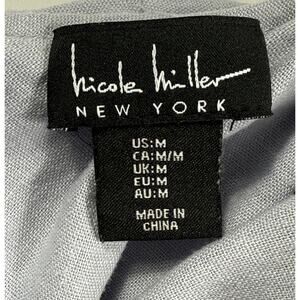 nicole miller
NEW YORK
US:M
CA:M/M
UK:M
EU:M
AU:M
MADE IN
CHINA